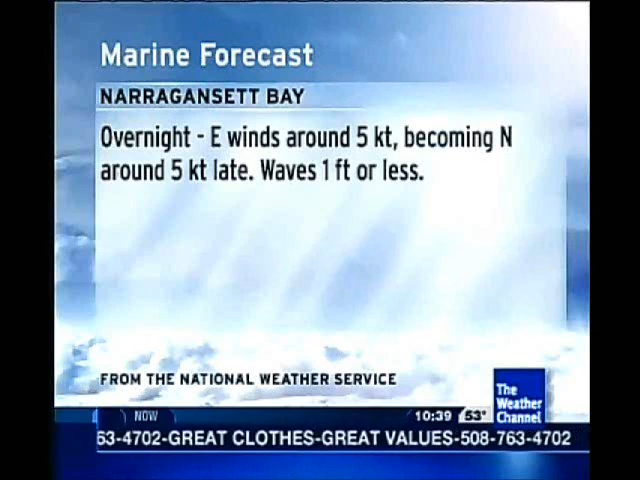 Marine Forecast
NARRAGANSETT BAY
Overnight - E winds around 5 kt, becoming N
around 5 kt late. Waves 1 ft or less.
FROM THE NATIONAL WEATHER SERVICE
The
Weather
Channel
NOW
10:39 53°
63-4702-GREAT CLOTHES-GREAT VALUES-508-763-4702